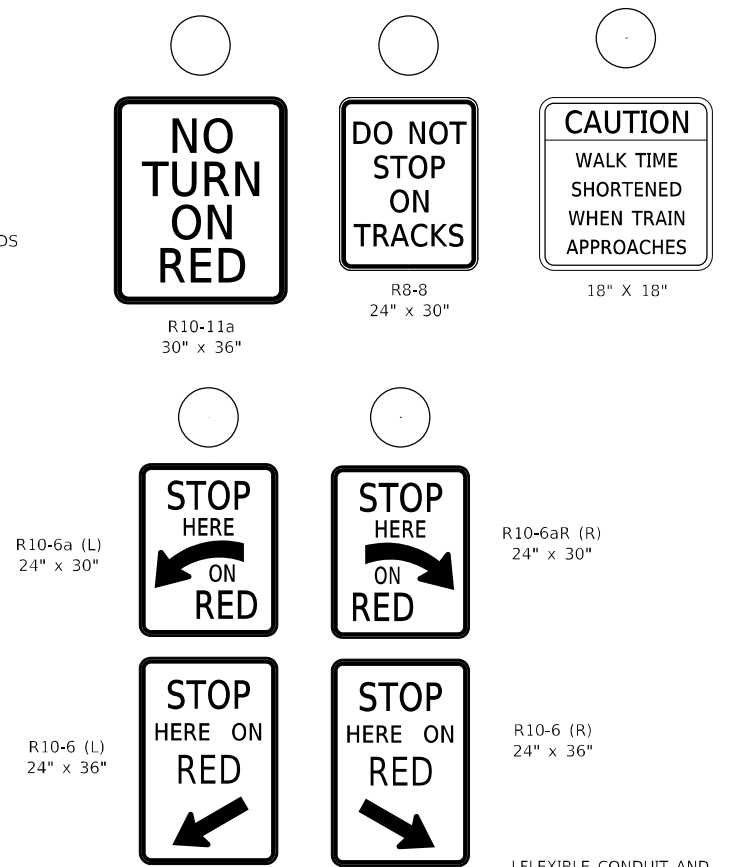 NO
TURN
ON
RED
R10-11a
30" x 36"
DO NOT
STOP
ON
TRACKS
R8-8
24" x 30"
CAUTION
WALK TIME
SHORTENED
WHEN TRAIN
APPROACHES
18" X 18"
DS
R10-6a (L)
24" x 30"
STOP
HERE
ON
RED
STOP
HERE
ON
RED
R10-6aR (R)
24" x 30"
R10-6 (L)
24" x 36"
STOP
HERE ON
RED
STOP
HERE ON
RED
R10-6 (R)
24" x 36"
FLEXIBLE CONDUIT AND